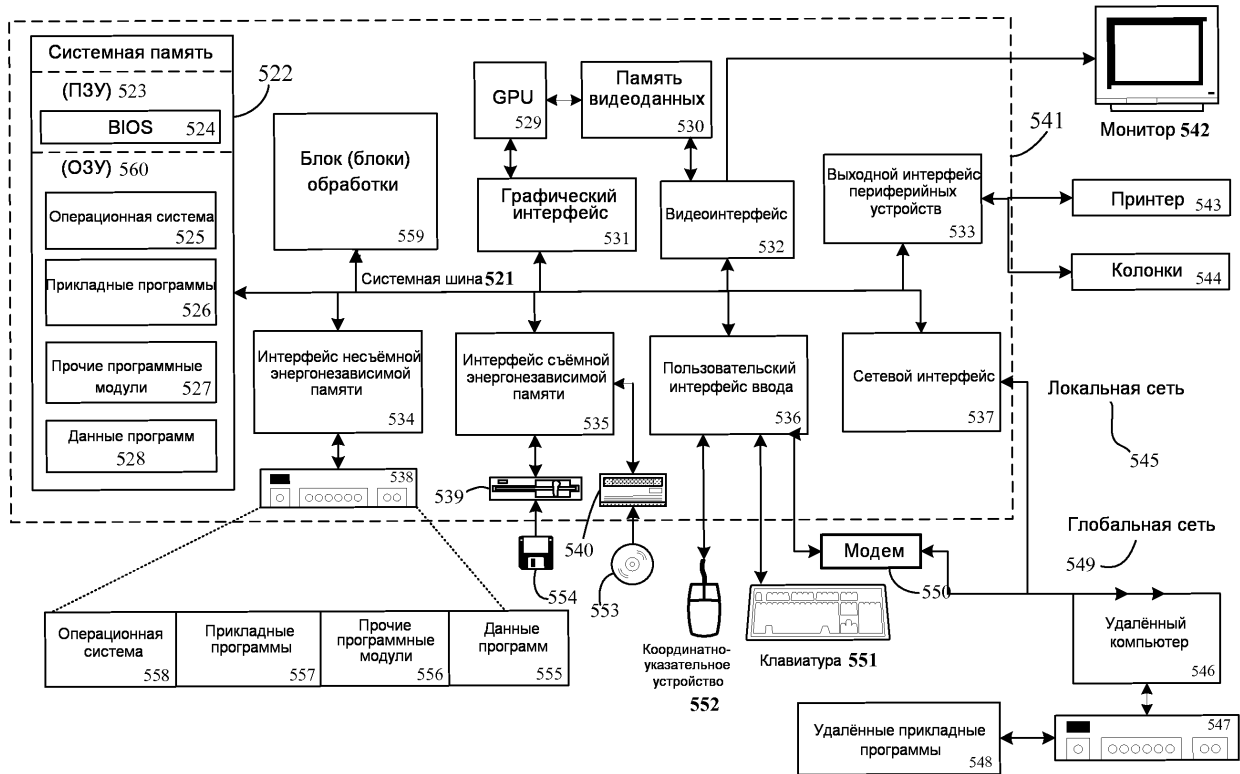 Системная память
(ПЗУ) 523
BIOS 524
522
(ОЗУ) 560
Операционная система
525
Прикладные программы
526
Прочие программные
модули 527
Данные программ
528
Блок (блоки)
обработки
559
GPU
529
Память
видеоданных
530
Графический
интерфейс
531
Видеоинтерфейс
532
Выходной интерфейс
периферийных
устройств
533
541
Монитор 542
Принтер 543
Колонки 544
Системная шина 521
Интерфейс несъёмной
энергонезависимой
памяти
534
Интерфейс съёмной
энергонезависимой
памяти
535
Пользовательский
интерфейс ввода
536
Сетевой интерфейс
537
Локальная сеть
545
538
539
540
554
553
Глобальная сеть
549
Модем
550
Операционная
система
558
Прикладные
программы
557
Прочие
программные
модули
556
Данные
программ
555
Координатно-
указательное
устройство
552
Клавиатура 551
Удалённый
компьютер
546
547
Удалённые прикладные
программы
548